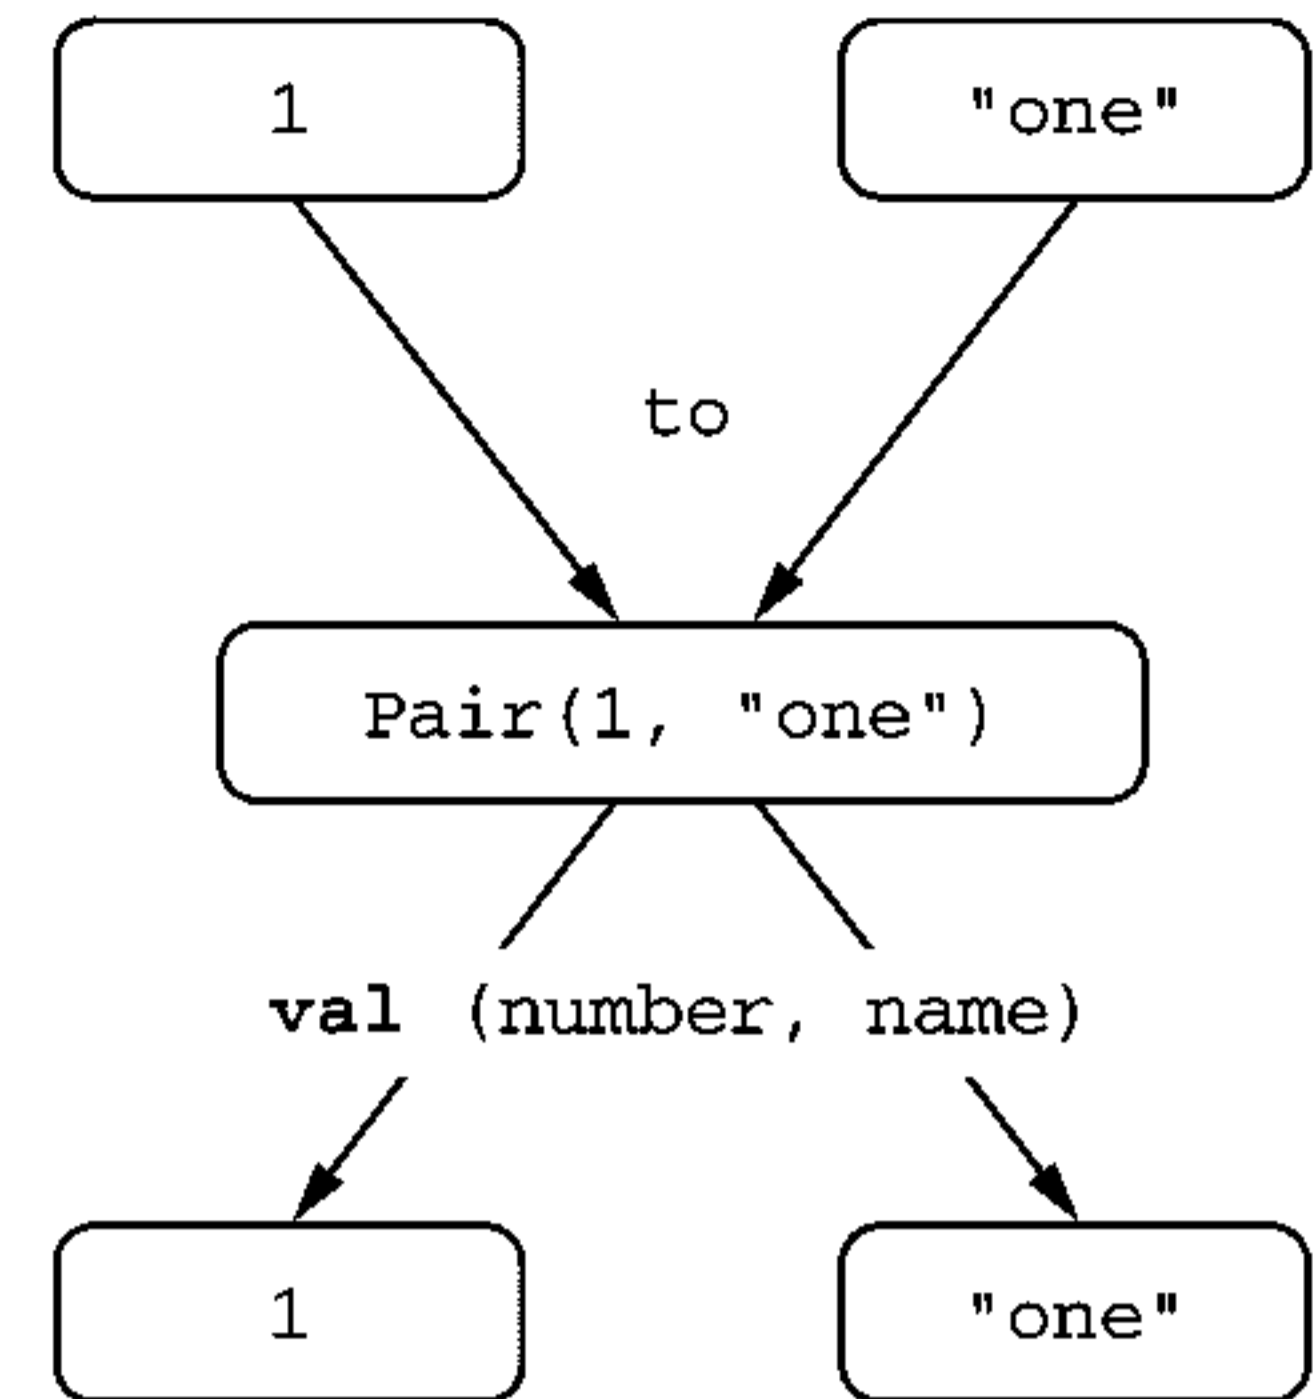 1
"one"
to
Pair(1, "one")
val (number, name)
1
"one"